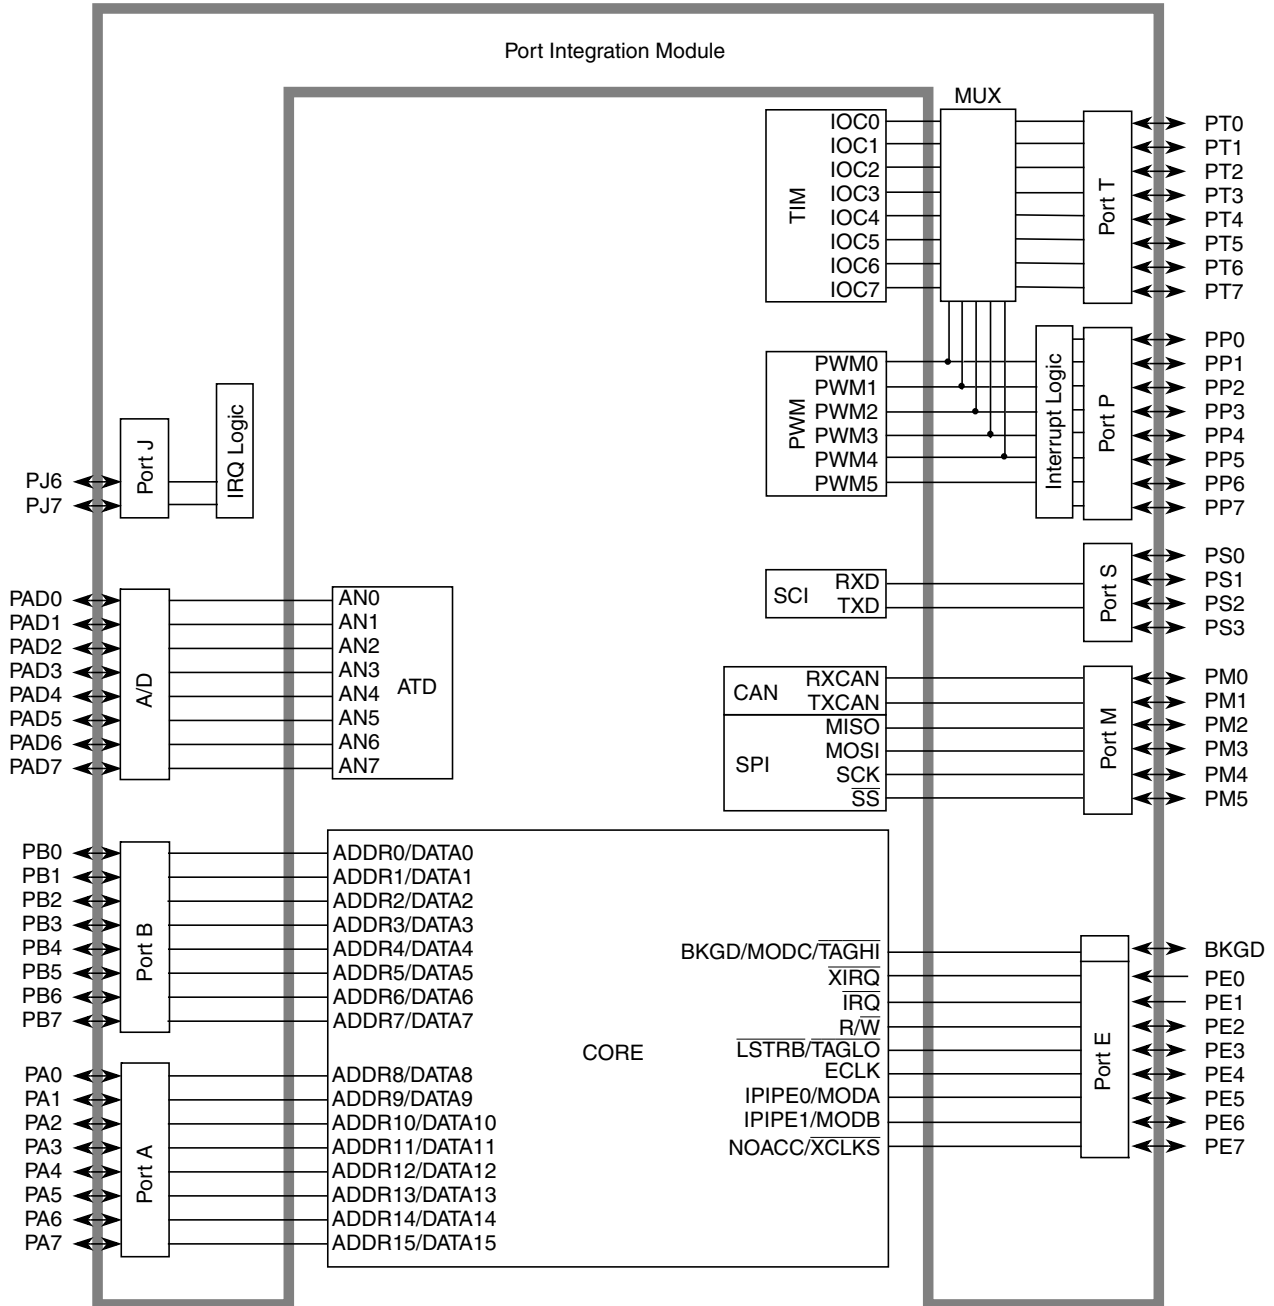 Port Integration Module
MUX
TIM
IOC0
IOC1
IOC2
IOC3
IOC4
IOC5
IOC6
IOC7
Port T
PT0
PT1
PT2
PT3
PT4
PT5
PT6
PT7
PWM
PWM0
PWM1
PWM2
PWM3
PWM4
PWM5
Interrupt Logic
Port P
PP0
PP1
PP2
PP3
PP4
PP5
PP6
PP7
PJ6
PJ7
Port J
IRQ Logic
SCI
RXD
TXD
Port S
PS0
PS1
PS2
PS3
PAD0
PAD1
PAD2
PAD3
PAD4
PAD5
PAD6
PAD7
A/D
AN0
AN1
AN2
AN3
AN4
AN5
AN6
AN7
ATD
CAN
RXCAN
TXCAN
SPI
MISO
MOSI
SCK
SS
Port M
PM0
PM1
PM2
PM3
PM4
PM5
PB0
PB1
PB2
PB3
PB4
PB5
PB6
PB7
Port B
ADDR0/DATA0
ADDR1/DATA1
ADDR2/DATA2
ADDR3/DATA3
ADDR4/DATA4
ADDR5/DATA5
ADDR6/DATA6
ADDR7/DATA7
PA0
PA1
PA2
PA3
PA4
PA5
PA6
PA7
Port A
ADDR8/DATA8
ADDR9/DATA9
ADDR10/DATA10
ADDR11/DATA11
ADDR12/DATA12
ADDR13/DATA13
ADDR14/DATA14
ADDR15/DATA15
CORE
BKGD/MODC/TAGHI
XIRQ
IRQ
R/W
LSTRB/TAGLO
ECLK
IPIPE0/MODA
IPIPE1/MODB
NOACC/XCLKS
Port E
BKGD
PE0
PE1
PE2
PE3
PE4
PE5
PE6
PE7